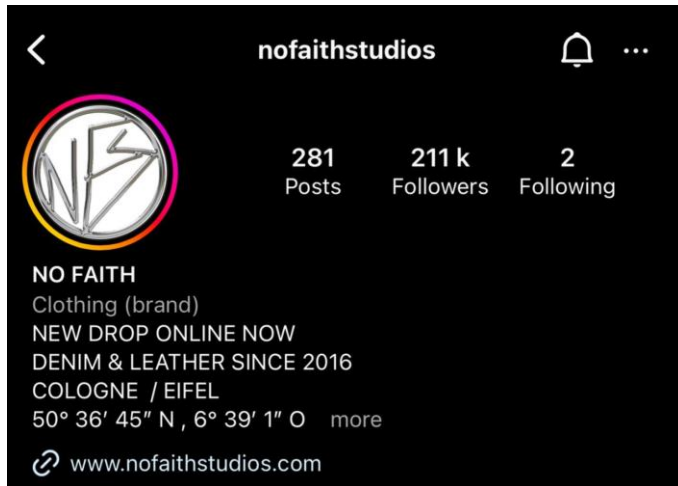 nofaithstudios
281 211 k 2
Posts Followers Following
NFS
NO FAITH
Clothing (brand)
NEW DROP ONLINE NOW
DENIM & LEATHER SINCE 2016
COLOGNE / EIFEL
50° 36′ 45″ N , 6° 39′ 1″ O more
www.nofaithstudios.com